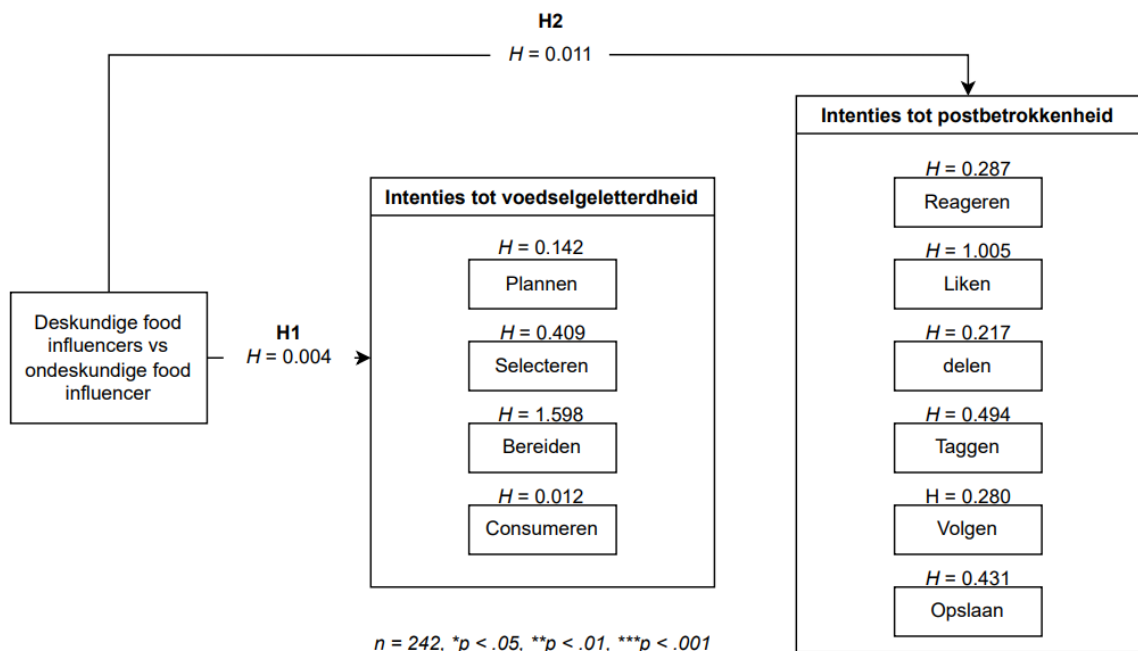 H2
H = 0.011
Intenties tot postbetrokkenheid
H = 0.287
Reageren
H = 1.005
Liken
H = 0.217
delen
H = 0.494
Taggen
H = 0.280
Volgen
H = 0.431
Opslaan
Intenties tot voedselgeletterdheid
H = 0.142
Plannen
H = 0.409
Selecteren
H = 1.598
Bereiden
H = 0.012
Consumeren
Deskundige food
influencers vs
ondeskundige food
influencer
H1
H = 0.004
n = 242, *p < .05, **p < .01, ***p < .001